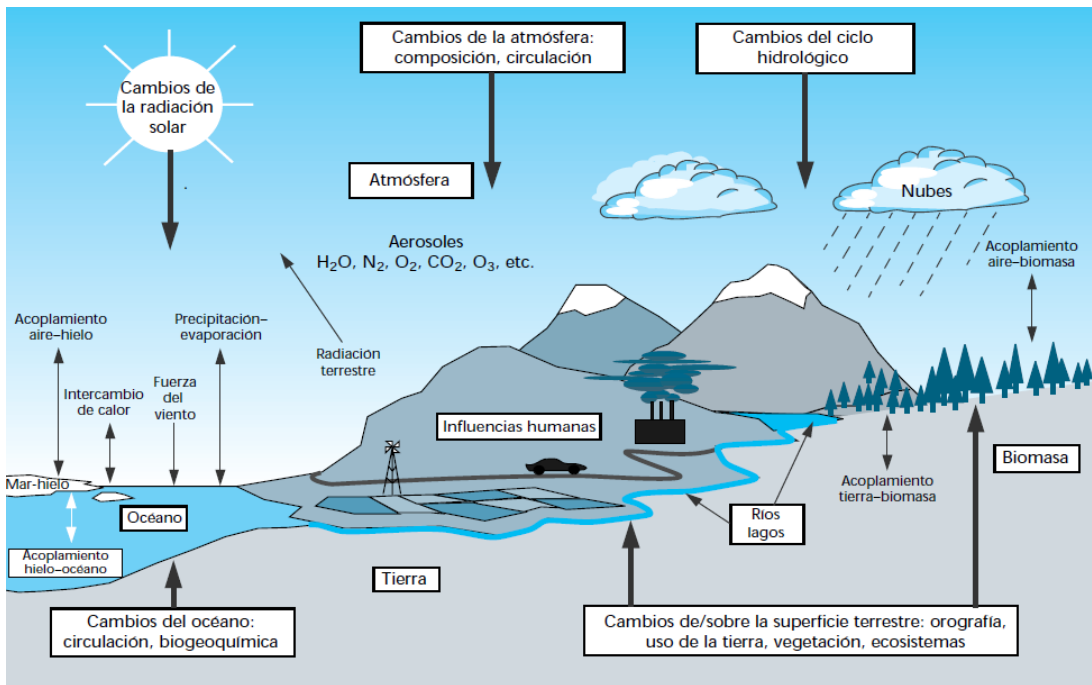 Cambios de la atmósfera:
composición, circulación
Cambios del ciclo
hidrológico
Cambios de
la radiación
solar
Atmósfera
Nubes
Aerosoles
H₂O, N₂, O₂, CO₂, O₃, etc.
Acoplamiento
aire-biomasa
Acoplamiento
aire-hielo
Precipitación-
evaporación
Radiación
terrestre
Intercambio
de calor
Fuerza
del
viento
Influencias humanas
Biomasa
Mar-hielo
Acoplamiento
tierra-biomasa
Océano
Ríos
lagos
Acoplamiento
hielo-océano
Tierra
Cambios del océano:
circulación, biogeoquímica
Cambios de/sobre la superficie terrestre: orografía,
uso de la tierra, vegetación, ecosistemas